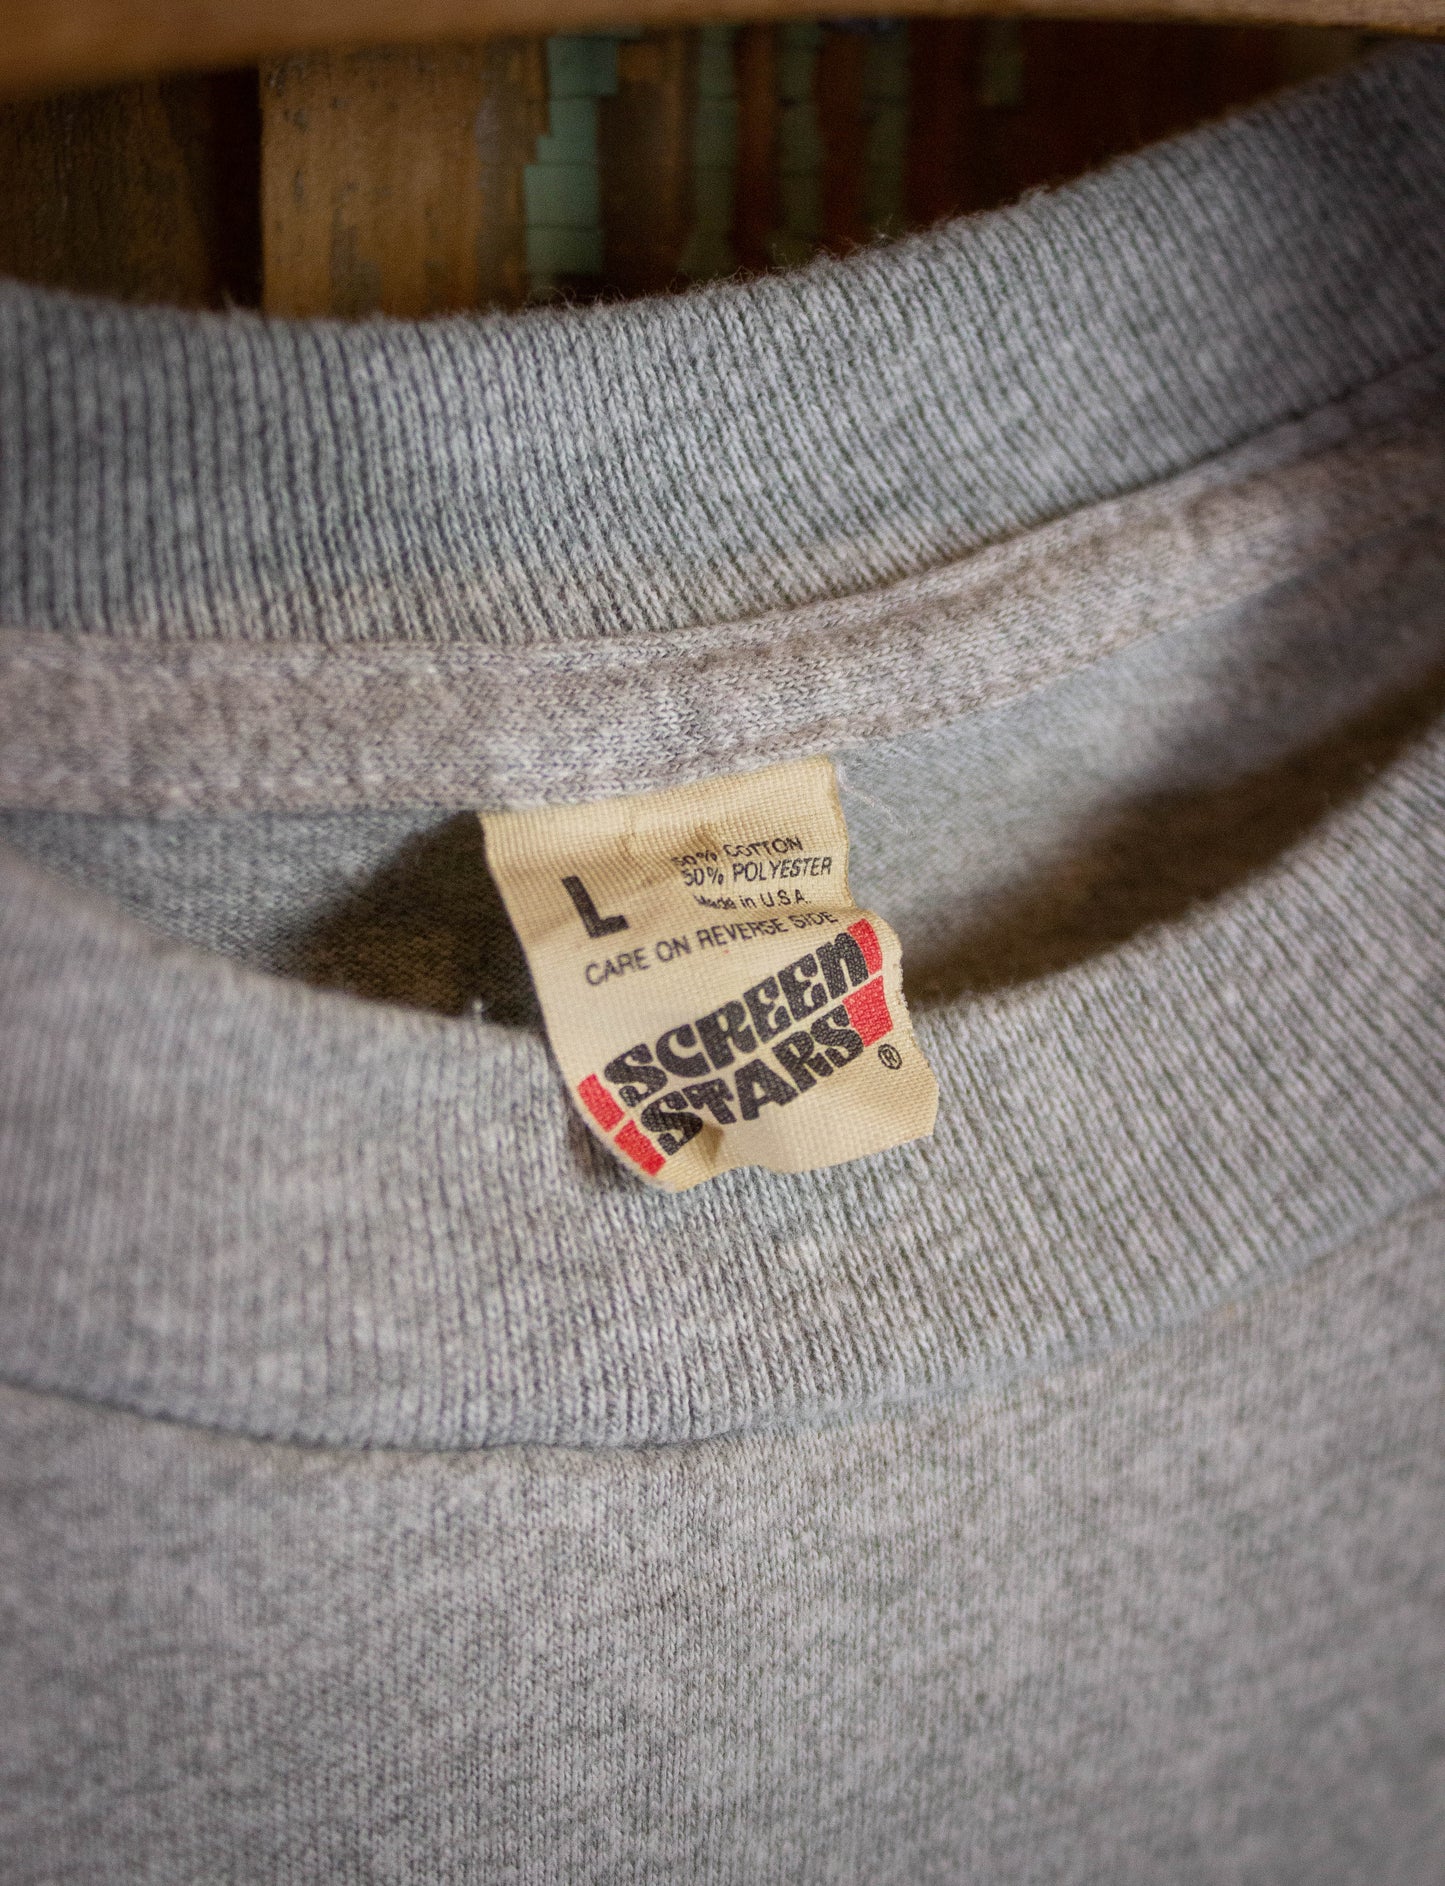 50% COTTON
50% POLYESTER
L
Made in U.S.A.
CARE ON REVERSE SIDE
SCREEN
STARS®